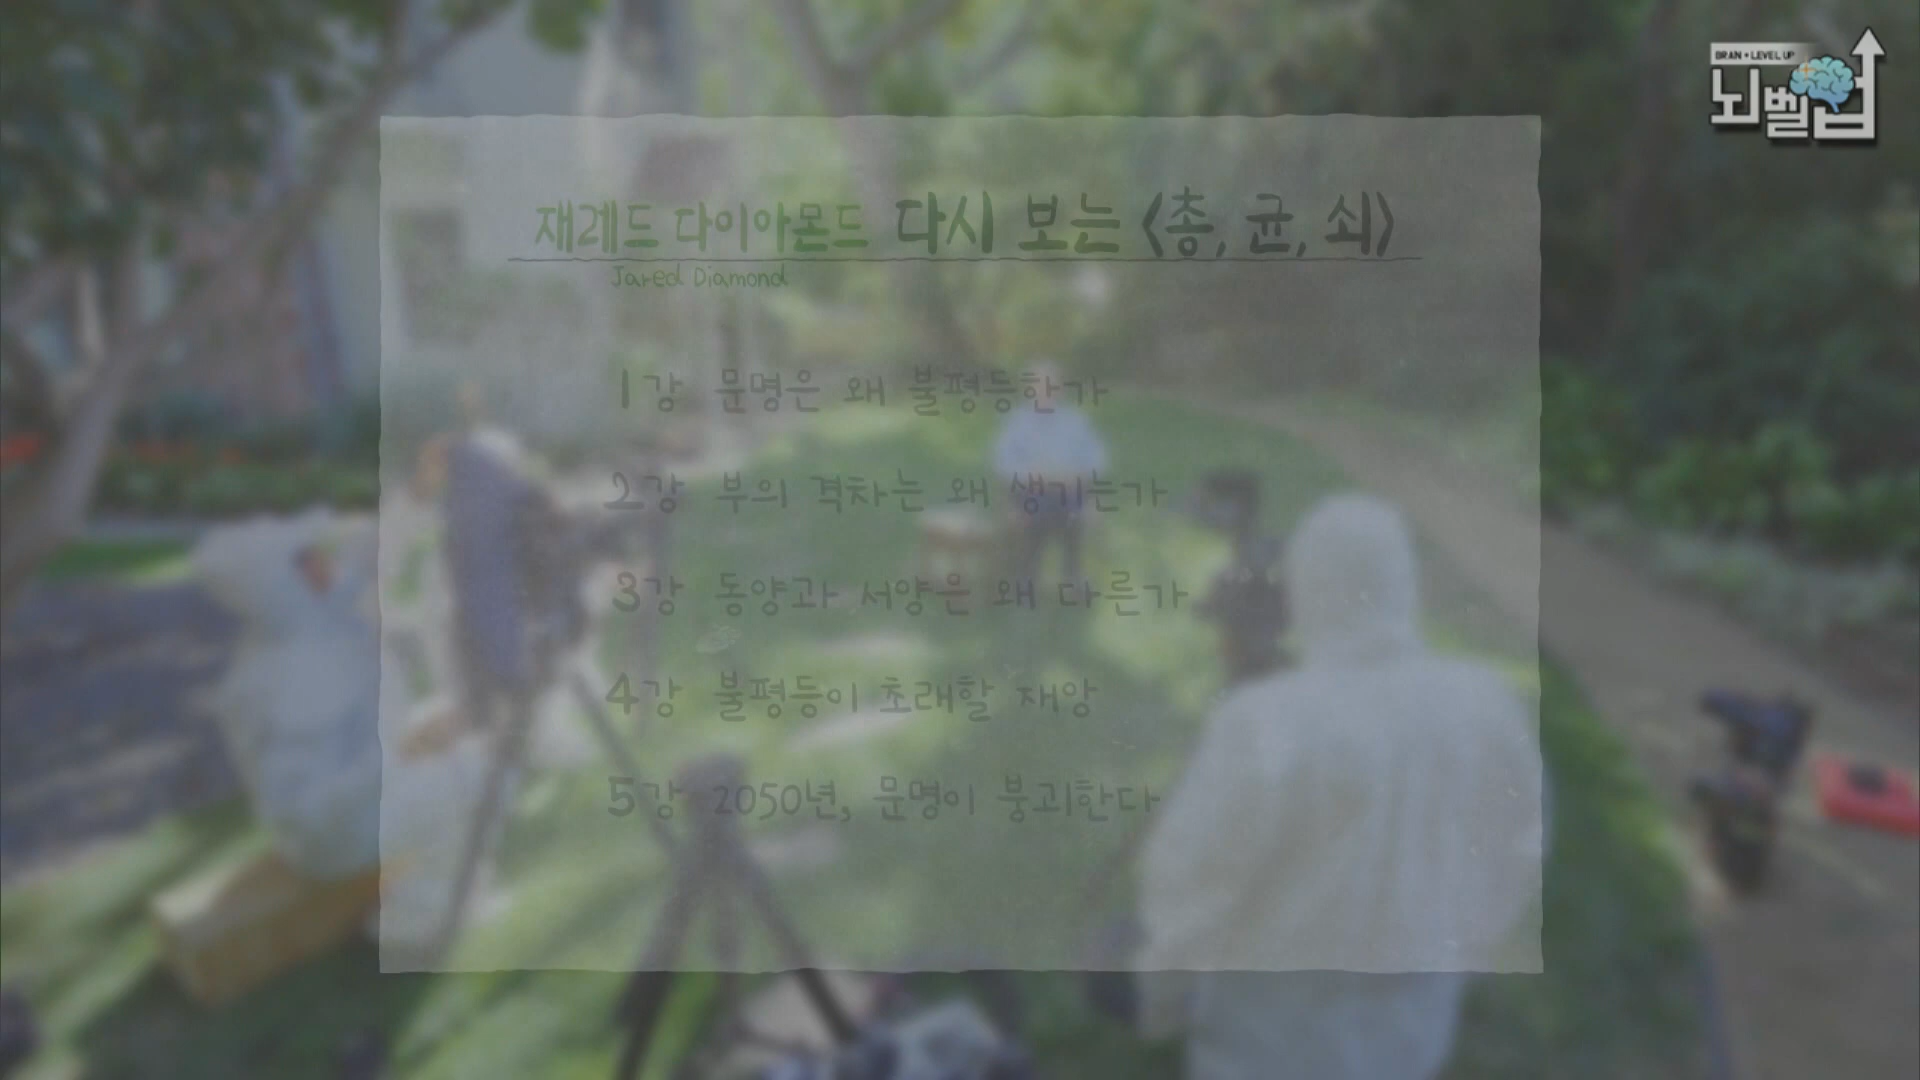 BRAIN + LEVEL UP
뇌벨업
재레드 다이아몬드 다시 보는 <총, 균, 쇠>
Jared Diamond
1강 문명은 왜 불평등한가
2강 부의 격차는 왜 생기는가
3강 동양과 서양은 왜 다른가
4강 불평등이 초래할 재앙
5강 2050년, 문명이 붕괴한다